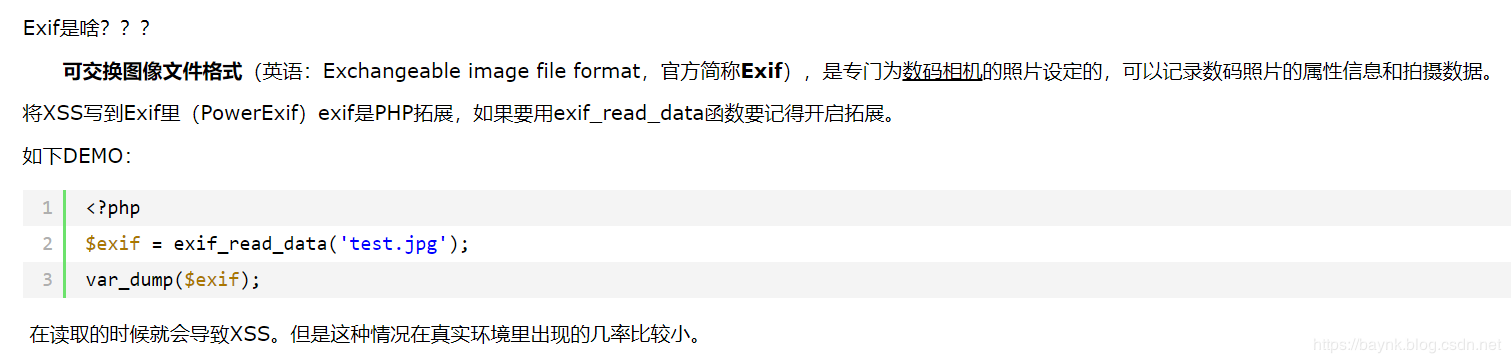 Exif是啥？？？
可交换图像文件格式（英语：Exchangeable image file format，官方简称Exif），是专门为数码相机的照片设定的，可以记录数码照片的属性信息和拍摄数据。
将XSS写到Exif里（PowerExif）exif是PHP拓展，如果要用exif_read_data函数要记得开启拓展。
如下DEMO：
1 <?php
2 $exif = exif_read_data('test.jpg');
3 var_dump($exif);
在读取的时候就会导致XSS。但是这种情况在真实环境里出现的几率比较小。
https://baynk.blog.csdn.net